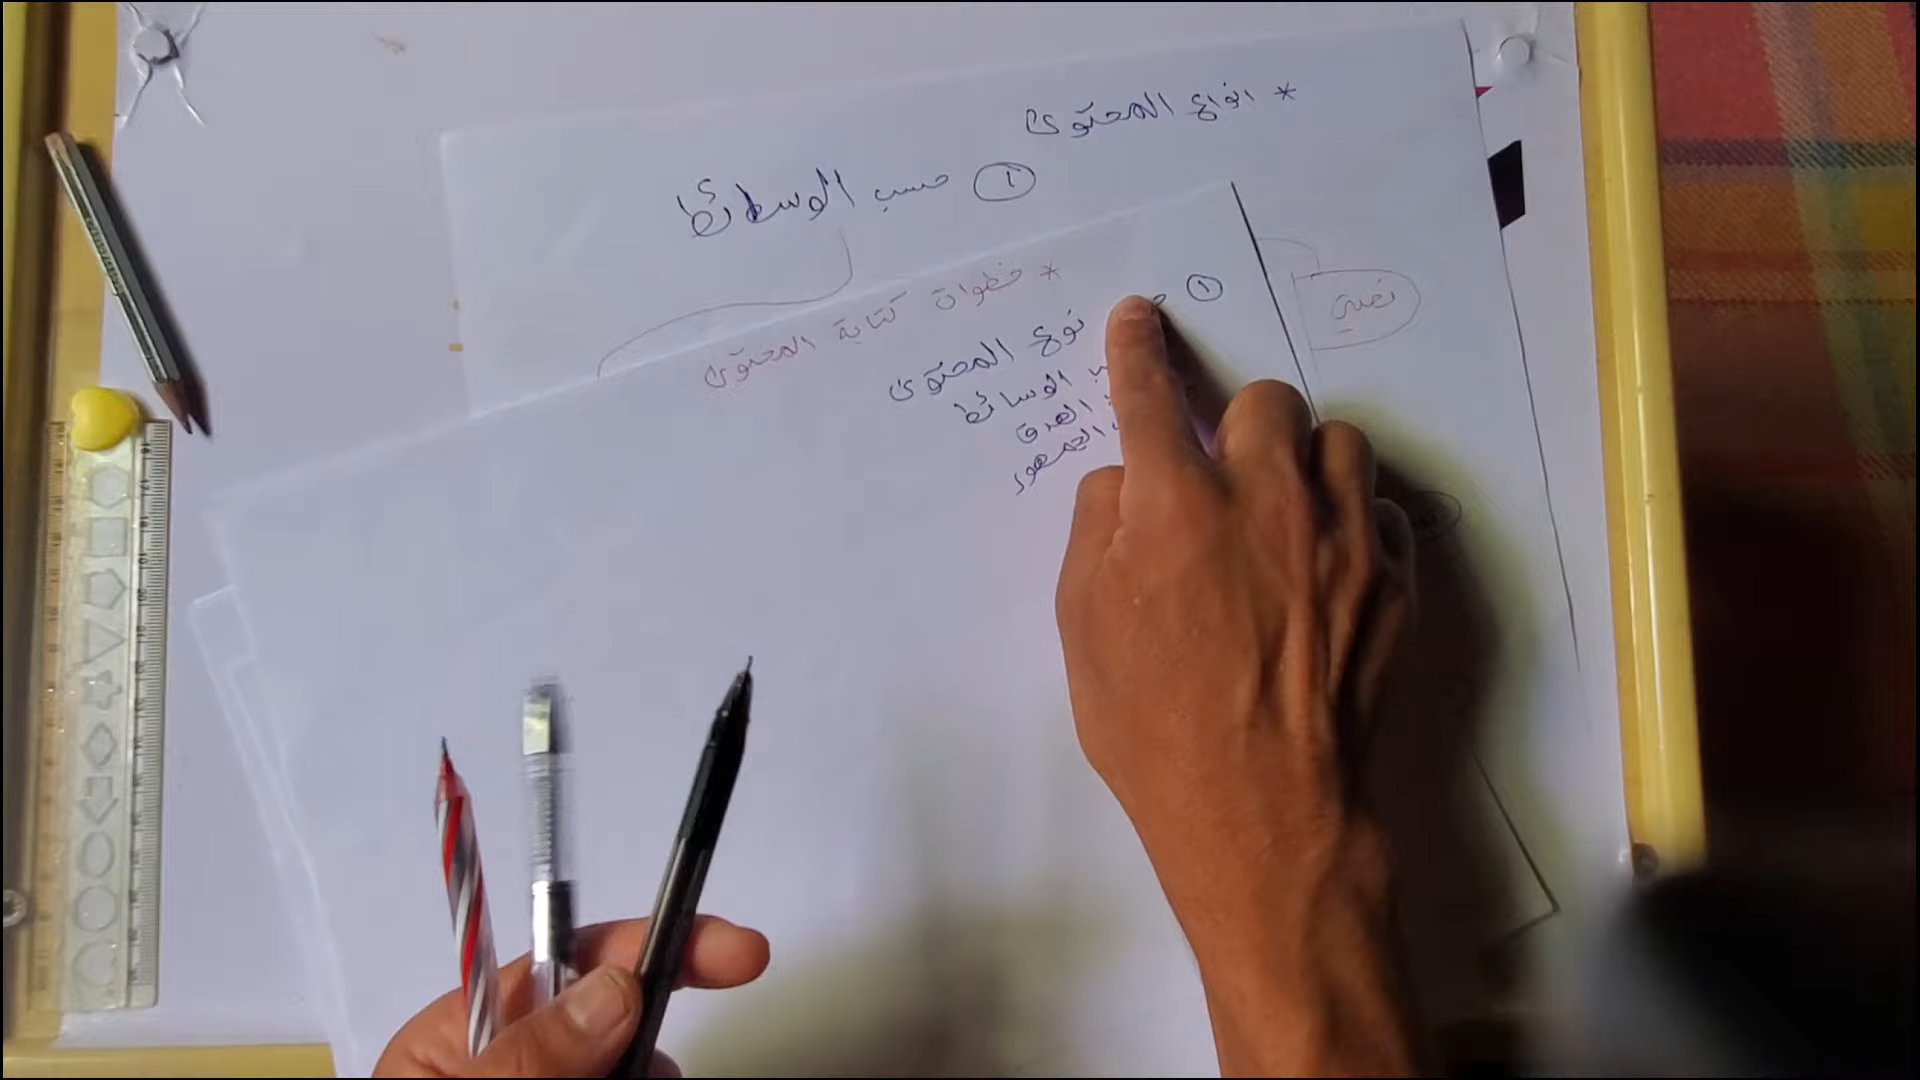 * انواع المحتوى
١ حسب الوسائط
نصي
* خطوات كتابة المحتوى
١ نوع المحتوى
الوسائط
الهدف
الجمهور